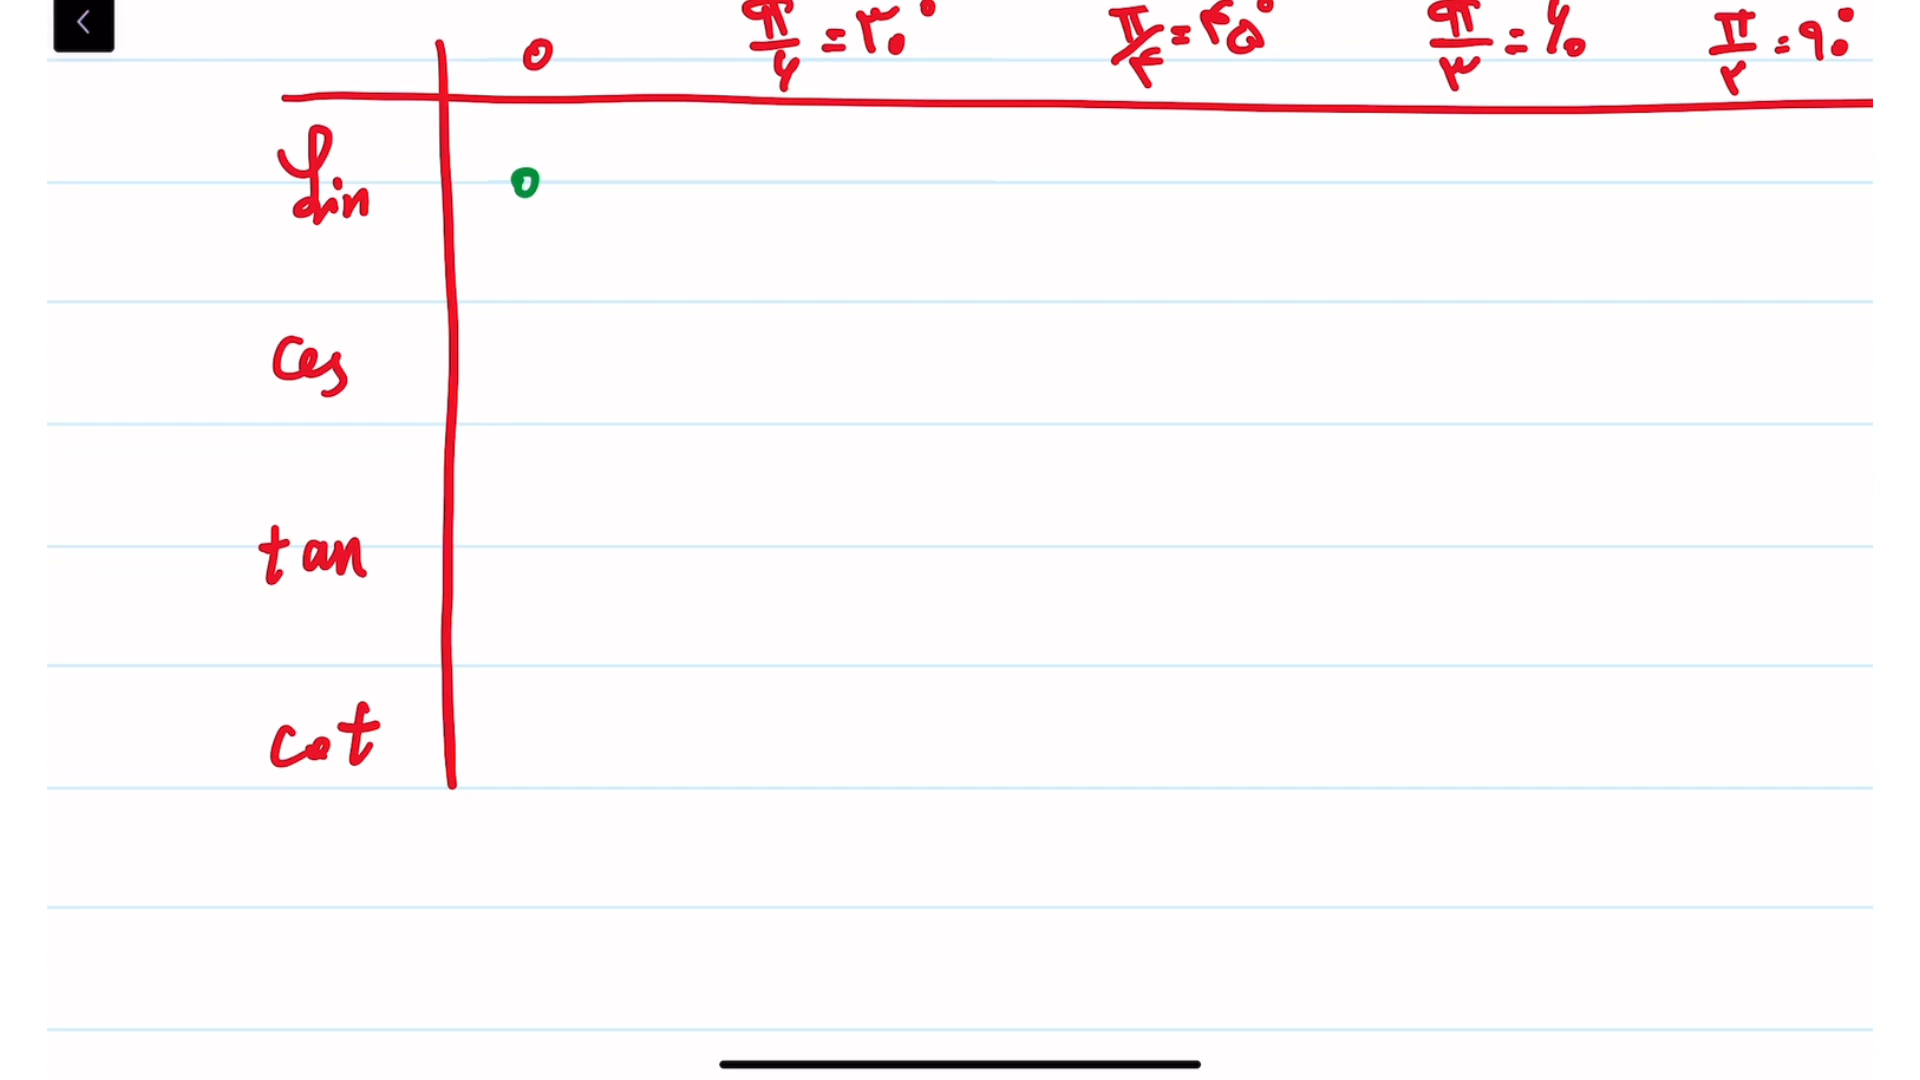 0 π/۶ = ۳۰° π/۴ = ۴۵° π/۳ = ۶۰ π/۲ = ۹۰°
sin 0
cos
tan
cot